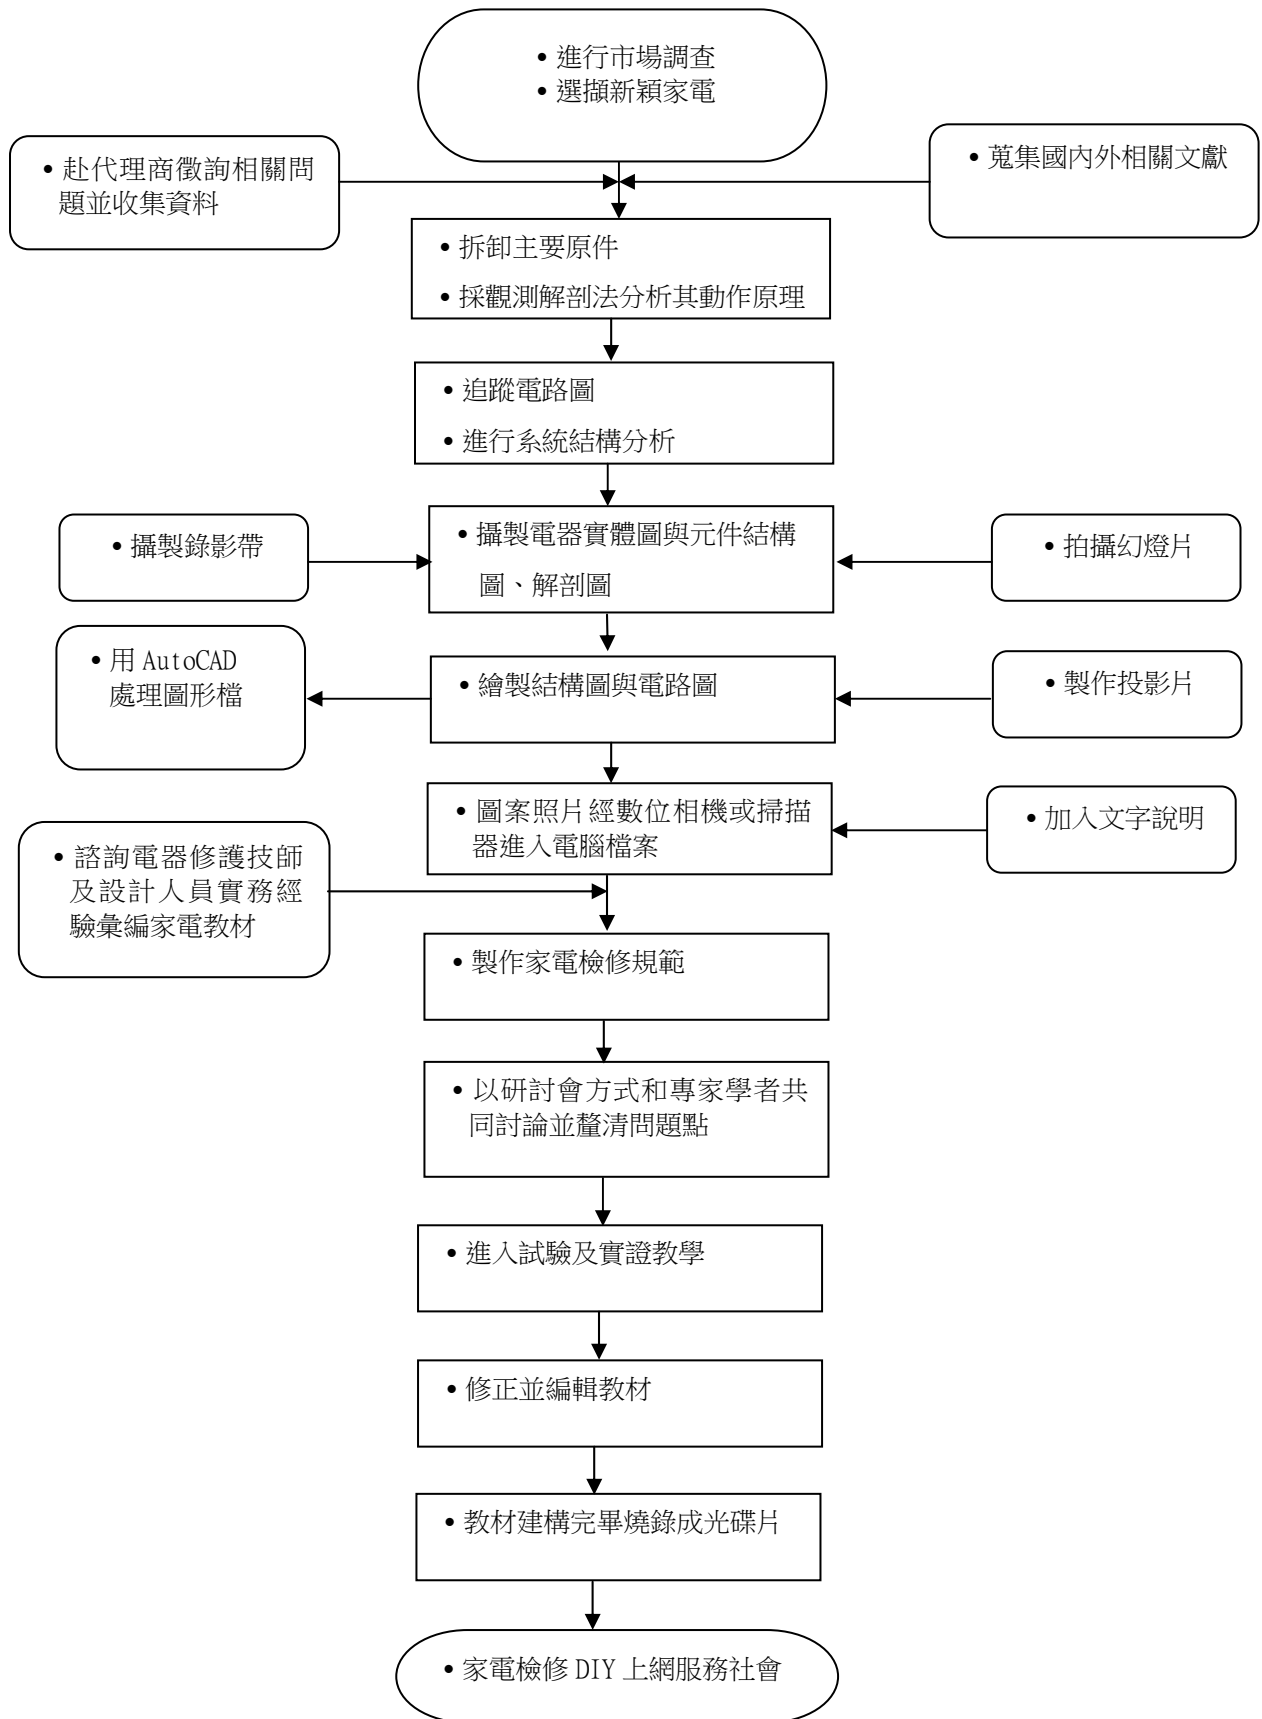 • 進行市場調查
• 選擷新穎家電
• 赴代理商徵詢相關問
題並收集資料
• 蒐集國內外相關文獻
• 拆卸主要原件
• 採觀測解剖法分析其動作原理
• 追蹤電路圖
• 進行系統結構分析
• 攝製錄影帶
• 攝製電器實體圖與元件結構
圖、解剖圖
• 拍攝幻燈片
• 用 AutoCAD
處理圖形檔
• 繪製結構圖與電路圖
• 製作投影片
• 圖案照片經數位相機或掃描
器進入電腦檔案
• 加入文字說明
• 諮詢電器修護技師
及設計人員實務經
驗彙編家電教材
• 製作家電檢修規範
• 以研討會方式和專家學者共
同討論並釐清問題點
• 進入試驗及實證教學
• 修正並編輯教材
• 教材建構完畢燒錄成光碟片
• 家電檢修 DIY 上網服務社會